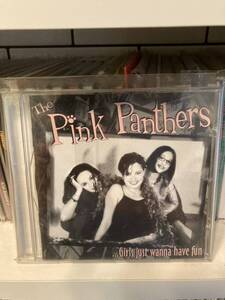 The
Pink Panthers
...Girls just wanna have fun